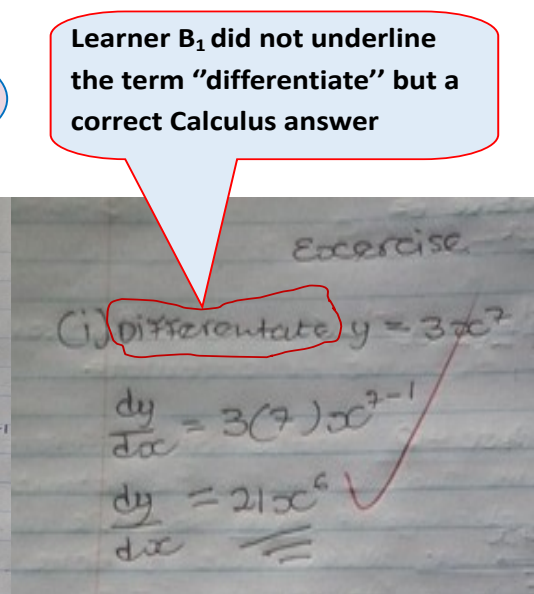 Learner B₁ did not underline
the term ‘’differentiate’’ but a
correct Calculus answer
Excercise
(i) Differentate y = 3x⁷
dy/dx = 3(7)x⁷⁻¹
dy/dx = 21x⁶